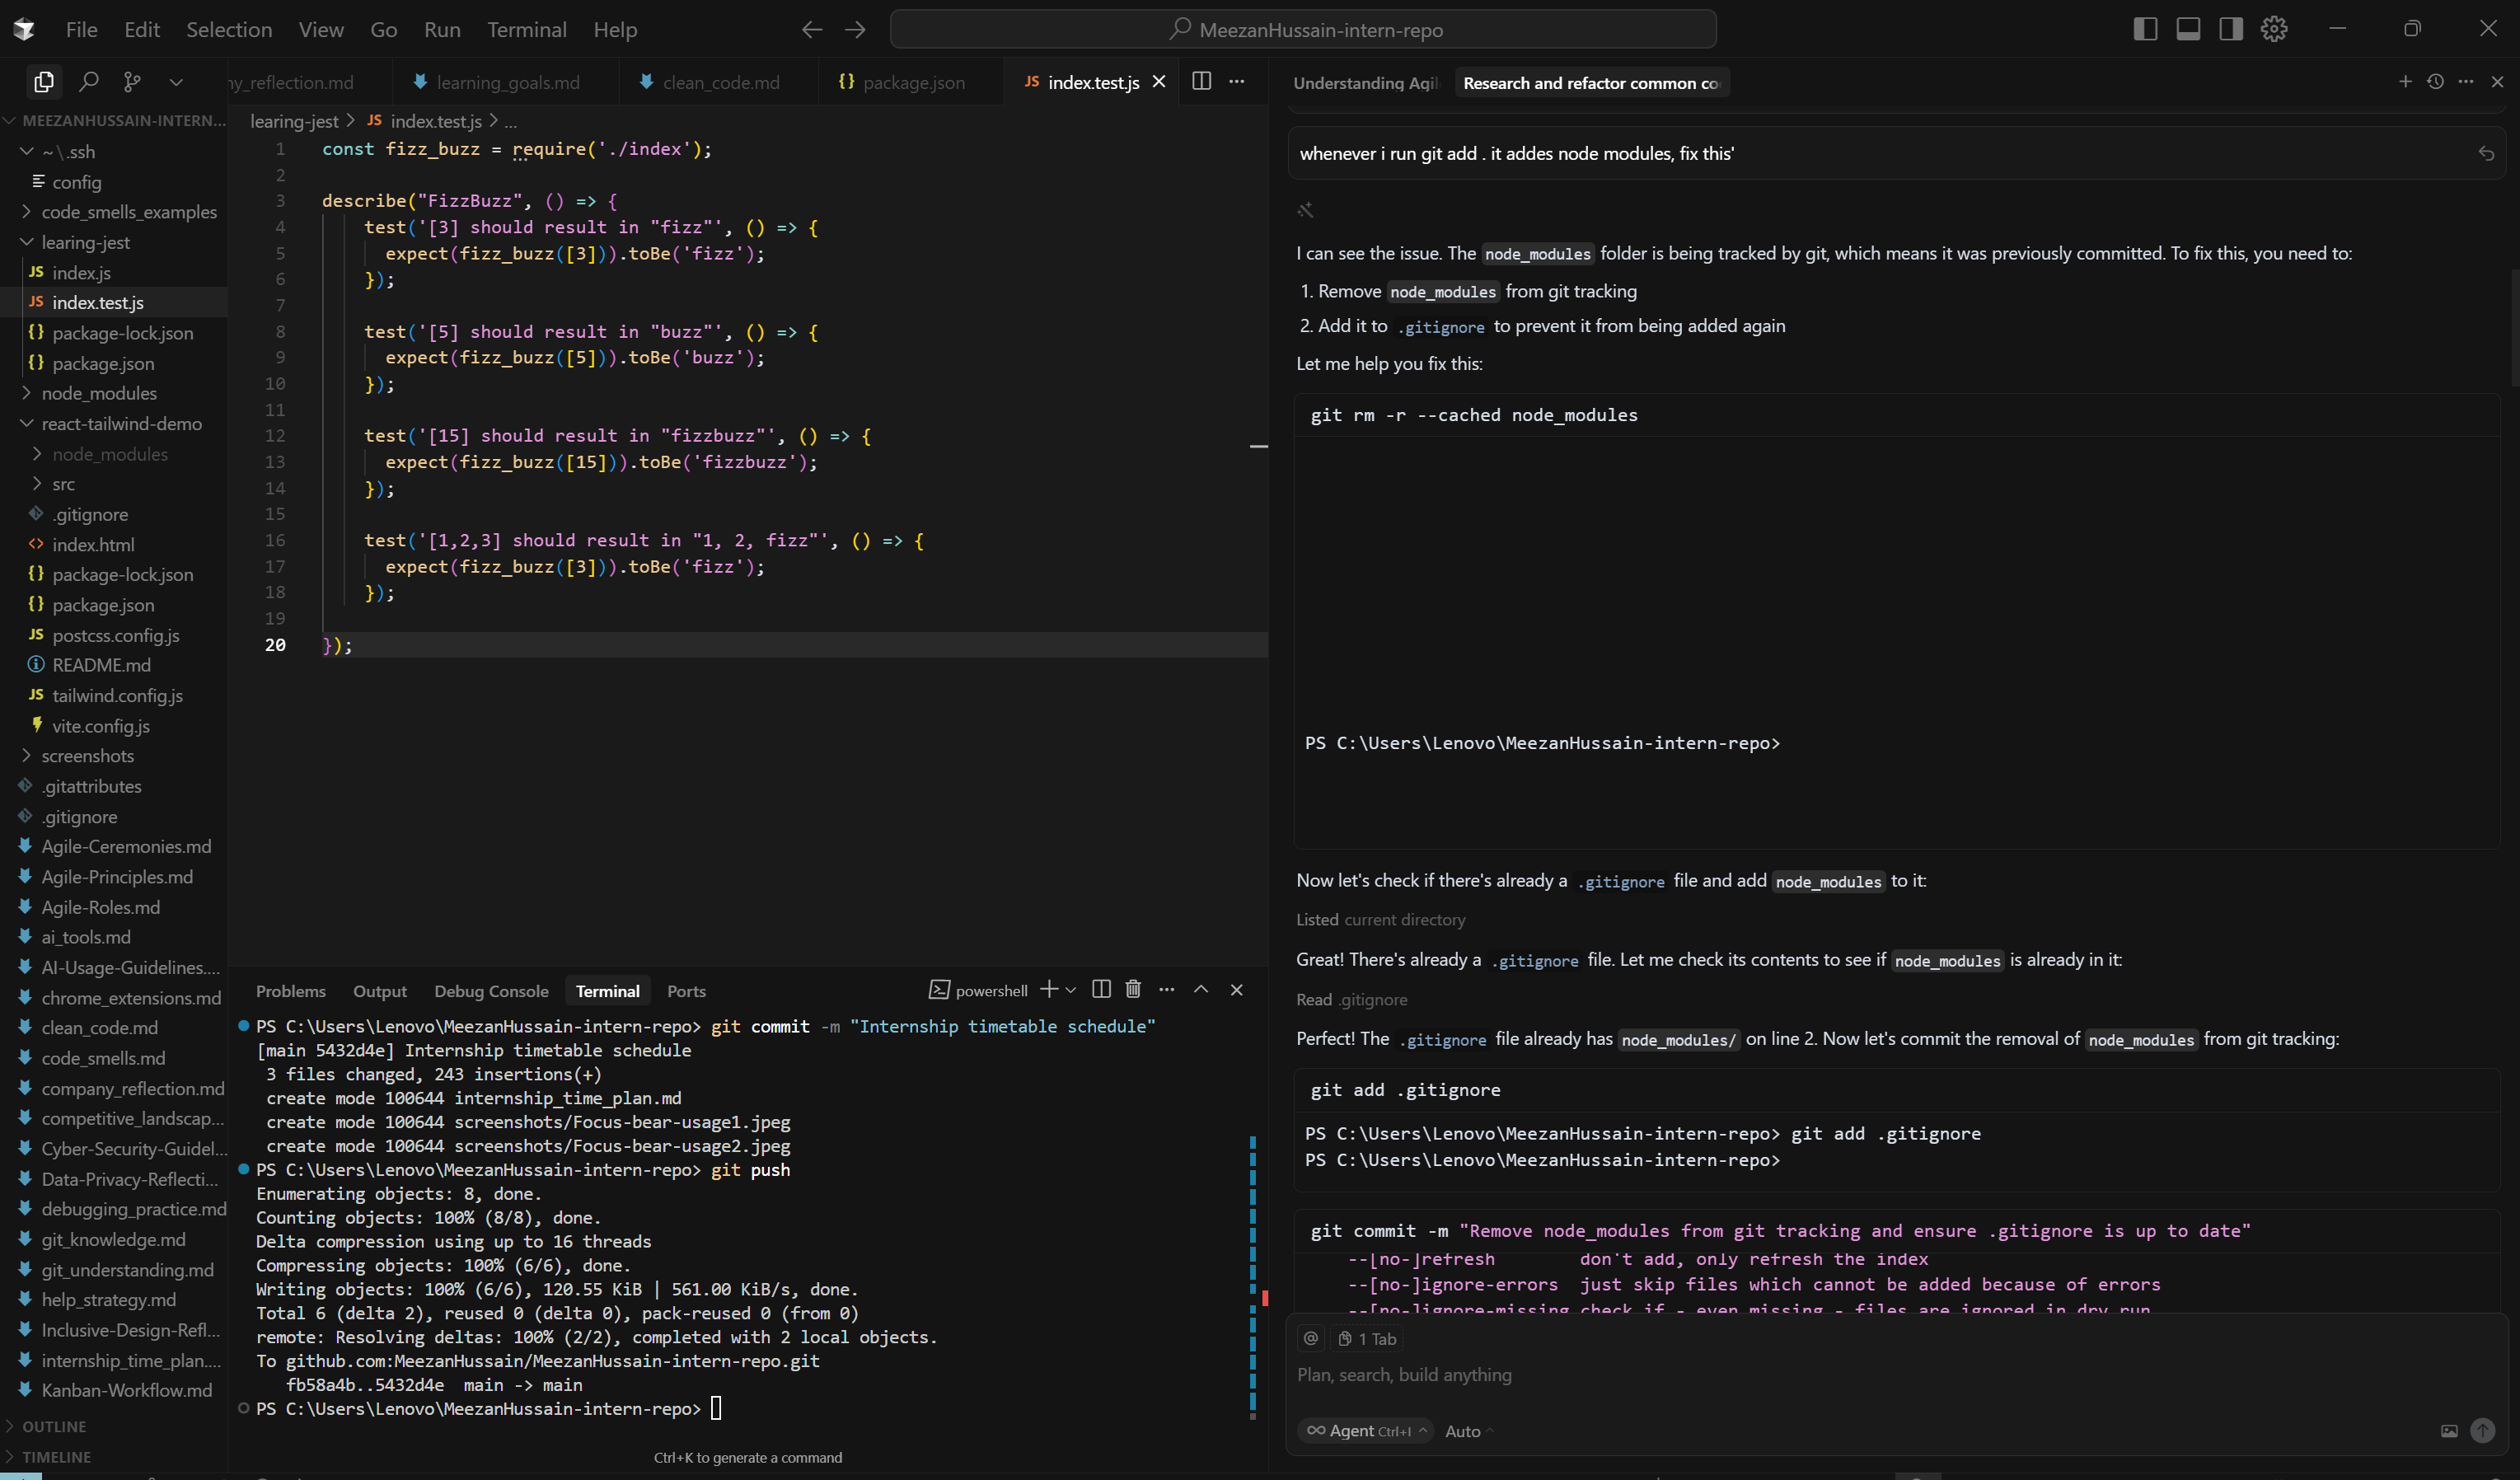 File Edit Selection View Go Run Terminal Help
MeezanHussain-intern-repo
ny_reflection.md
learning_goals.md
clean_code.md
{} package.json
JS index.test.js
MEEZANHUSSAIN-INTERN...
~\.ssh
config
code_smells_examples
learing-jest
JS index.js
JS index.test.js
{} package-lock.json
{} package.json
node_modules
react-tailwind-demo
node_modules
src
.gitignore
index.html
{} package-lock.json
{} package.json
JS postcss.config.js
README.md
JS tailwind.config.js
vite.config.js
screenshots
.gitattributes
.gitignore
Agile-Ceremonies.md
Agile-Principles.md
Agile-Roles.md
ai_tools.md
AI-Usage-Guidelines....
chrome_extensions.md
clean_code.md
code_smells.md
company_reflection.md
competitive_landscap...
Cyber-Security-Guidel...
Data-Privacy-Reflecti...
debugging_practice.md
git_knowledge.md
git_understanding.md
help_strategy.md
Inclusive-Design-Refl...
internship_time_plan....
Kanban-Workflow.md
OUTLINE
TIMELINE
learing-jest > JS index.test.js > ...
1 const fizz_buzz = require('./index');
2
3 describe("FizzBuzz", () => {
4 test('[3] should result in "fizz"', () => {
5 expect(fizz_buzz([3])).toBe('fizz');
6 });
7
8 test('[5] should result in "buzz"', () => {
9 expect(fizz_buzz([5])).toBe('buzz');
10 });
11
12 test('[15] should result in "fizzbuzz"', () => {
13 expect(fizz_buzz([15])).toBe('fizzbuzz');
14 });
15
16 test('[1,2,3] should result in "1, 2, fizz"', () => {
17 expect(fizz_buzz([3])).toBe('fizz');
18 });
19
20 });
Problems Output Debug Console Terminal Ports
powershell
PS C:\Users\Lenovo\MeezanHussain-intern-repo> git commit -m "Internship timetable schedule"
[main 5432d4e] Internship timetable schedule
3 files changed, 243 insertions(+)
create mode 100644 internship_time_plan.md
create mode 100644 screenshots/Focus-bear-usage1.jpeg
create mode 100644 screenshots/Focus-bear-usage2.jpeg
PS C:\Users\Lenovo\MeezanHussain-intern-repo> git push
Enumerating objects: 8, done.
Counting objects: 100% (8/8), done.
Delta compression using up to 16 threads
Compressing objects: 100% (6/6), done.
Writing objects: 100% (6/6), 120.55 KiB | 561.00 KiB/s, done.
Total 6 (delta 2), reused 0 (delta 0), pack-reused 0 (from 0)
remote: Resolving deltas: 100% (2/2), completed with 2 local objects.
To github.com:MeezanHussain/MeezanHussain-intern-repo.git
fb58a4b..5432d4e main -> main
PS C:\Users\Lenovo\MeezanHussain-intern-repo>
Ctrl+K to generate a command
Understanding Agil
Research and refactor common co
whenever i run git add . it addes node modules, fix this'
I can see the issue. The node_modules folder is being tracked by git, which means it was previously committed. To fix this, you need to:
1. Remove node_modules from git tracking
2. Add it to .gitignore to prevent it from being added again
Let me help you fix this:
git rm -r --cached node_modules
PS C:\Users\Lenovo\MeezanHussain-intern-repo>
Now let's check if there's already a .gitignore file and add node_modules to it:
Listed current directory
Great! There's already a .gitignore file. Let me check its contents to see if node_modules is already in it:
Read .gitignore
Perfect! The .gitignore file already has node_modules/ on line 2. Now let's commit the removal of node_modules from git tracking:
git add .gitignore
PS C:\Users\Lenovo\MeezanHussain-intern-repo> git add .gitignore
PS C:\Users\Lenovo\MeezanHussain-intern-repo>
git commit -m "Remove node_modules from git tracking and ensure .gitignore is up to date"
--[no-]refresh don't add, only refresh the index
--[no-]ignore-errors just skip files which cannot be added because of errors
--[no-]ignore-missing check if - even missing - files are ignored in dry run
@ 1 Tab
Plan, search, build anything
Agent Ctrl+I Auto